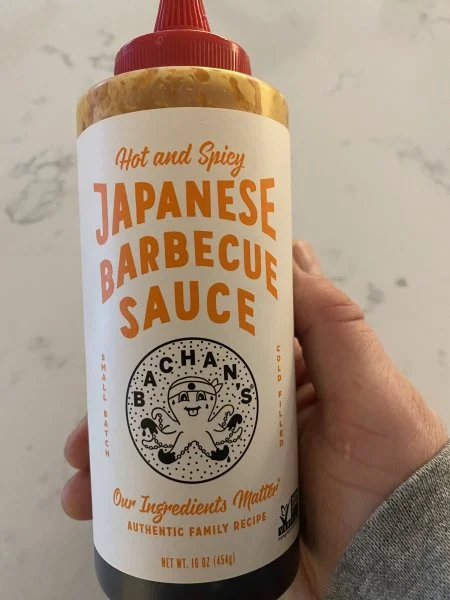 Hot and Spicy
JAPANESE
BARBECUE
SAUCE
SMALL BATCH
BACHAN'S
COLD FILLED
Our Ingredients Matter®
AUTHENTIC FAMILY RECIPE
NET WT. 16 OZ (454g)